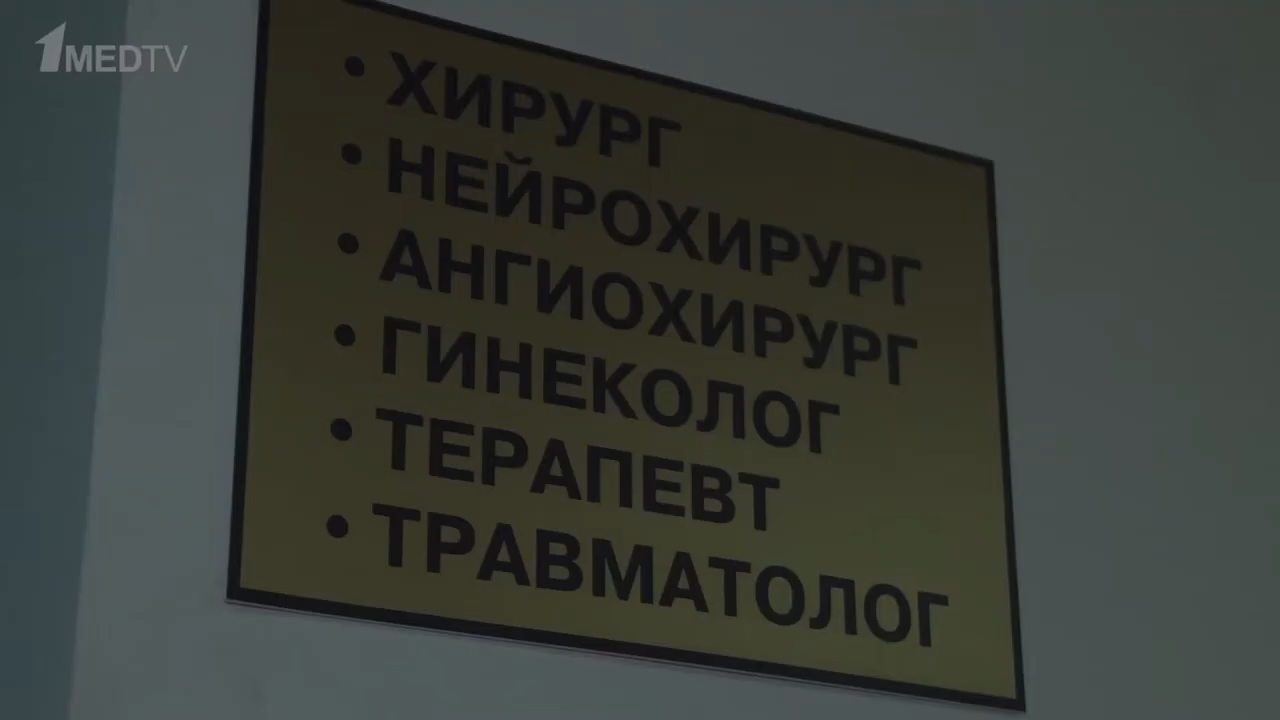 1MEDTV
• ХИРУРГ
• НЕЙРОХИРУРГ
• АНГИОХИРУРГ
• ГИНЕКОЛОГ
• ТЕРАПЕВТ
• ТРАВМАТОЛОГ